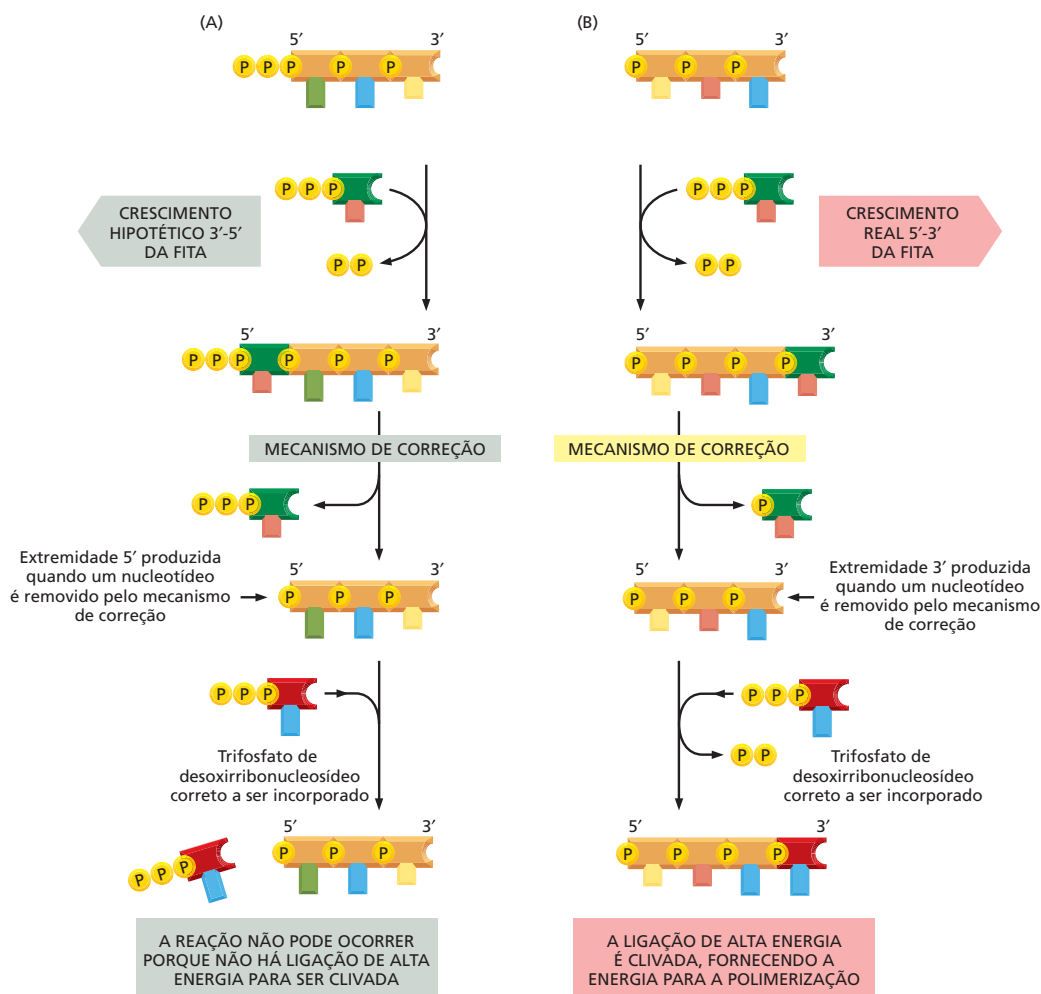 (A)
5′ 3′
P P P P P
CRESCIMENTO
HIPOTÉTICO 3′-5′
DA FITA
P P P
P P
5′ 3′
P P P P P P
MECANISMO DE CORREÇÃO
P P P
Extremidade 5′ produzida
quando um nucleotídeo
é removido pelo mecanismo
de correção
5′ 3′
P P P
P P P
Trifosfato de
desoxirribonucleosídeo
correto a ser incorporado
P P P
5′ 3′
P P P
A REAÇÃO NÃO PODE OCORRER
PORQUE NÃO HÁ LIGAÇÃO DE ALTA
ENERGIA PARA SER CLIVADA
(B)
5′ 3′
P P P
P P P
CRESCIMENTO
REAL 5′-3′
DA FITA
P P
5′ 3′
P P P P
MECANISMO DE CORREÇÃO
P
5′ 3′
P P P
Extremidade 3′ produzida
quando um nucleotídeo
é removido pelo mecanismo
de correção
P P P
P P
Trifosfato de
desoxirribonucleosídeo
correto a ser incorporado
5′ 3′
P P P P
A LIGAÇÃO DE ALTA ENERGIA
É CLIVADA, FORNECENDO A
ENERGIA PARA A POLIMERIZAÇÃO